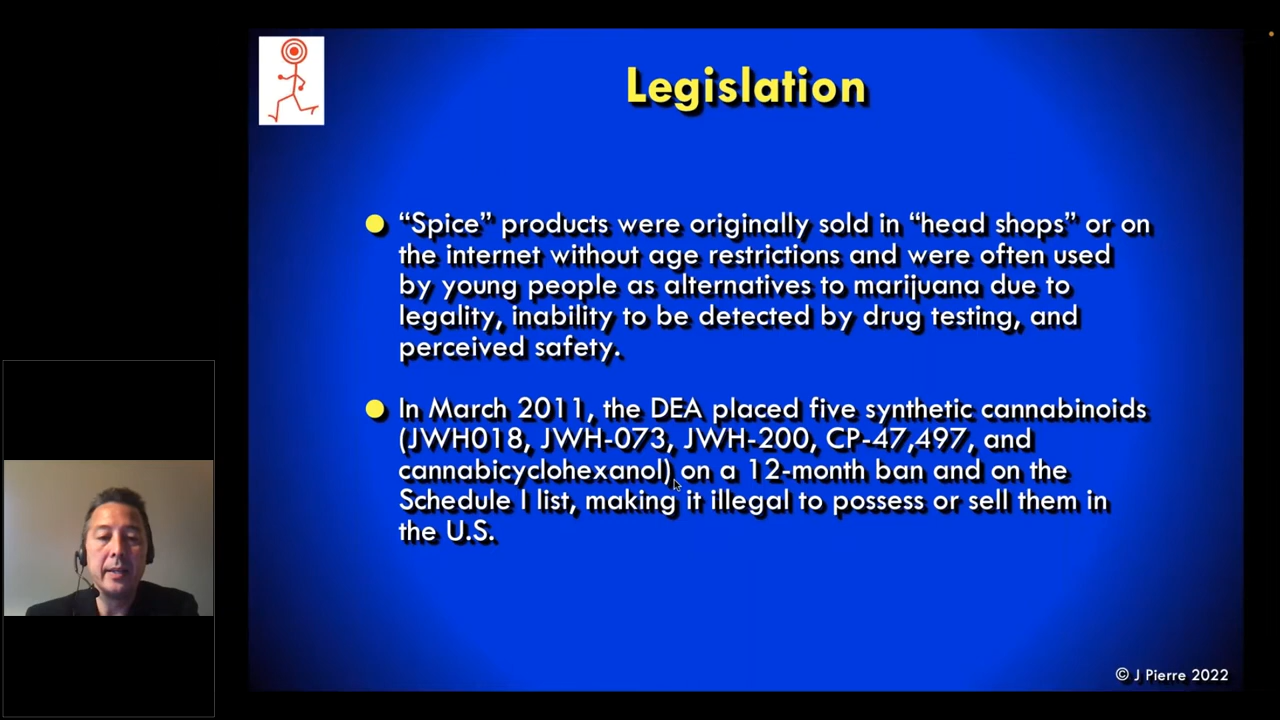 Legislation
“Spice” products were originally sold in “head shops” or on
the internet without age restrictions and were often used
by young people as alternatives to marijuana due to
legality, inability to be detected by drug testing, and
perceived safety.
In March 2011, the DEA placed five synthetic cannabinoids
(JWH018, JWH-073, JWH-200, CP-47,497, and
cannabicyclohexanol) on a 12-month ban and on the
Schedule I list, making it illegal to possess or sell them in
the U.S.
© J Pierre 2022